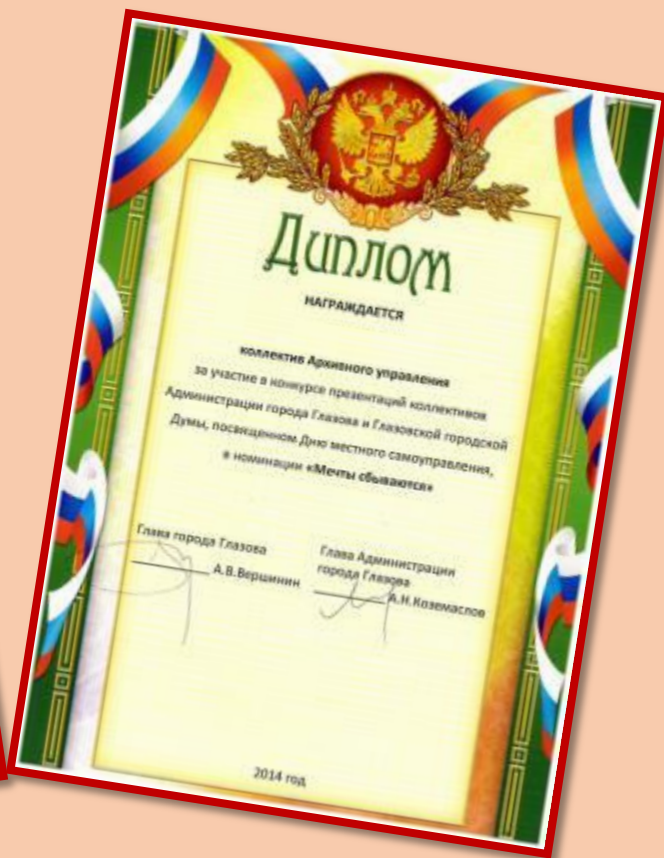 Диплом
НАГРАЖДАЕТСЯ
коллектив Архивного управления
за участие в конкурсе презентаций коллективов
Администрации города Глазова и Глазовской городской
Думы, посвященном Дню местного самоуправления,
в номинации «Мечты сбываются»
Глава города Глазова
А.В.Вершинин
Глава Администрации
города Глазова
А.Н.Коземаслов
2014 год